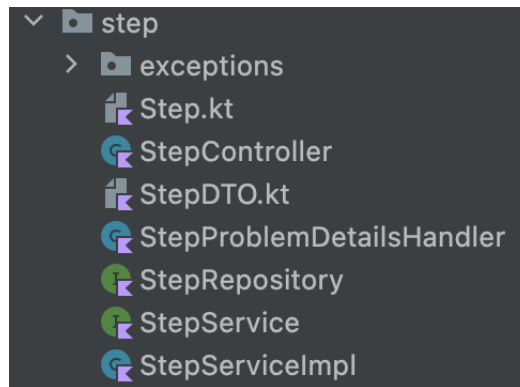 step
exceptions
Step.kt
StepController
StepDTO.kt
StepProblemDetailsHandler
StepRepository
StepService
StepServiceImpl